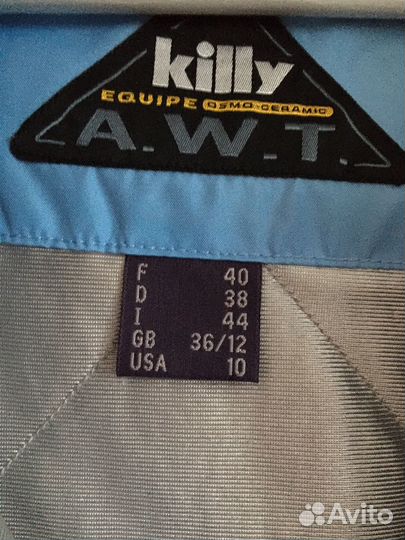 killy
EQUIPE OSMO-CERAMIC
A.W.T.
F 40
D 38
I 44
GB 36/12
USA 10
Avito